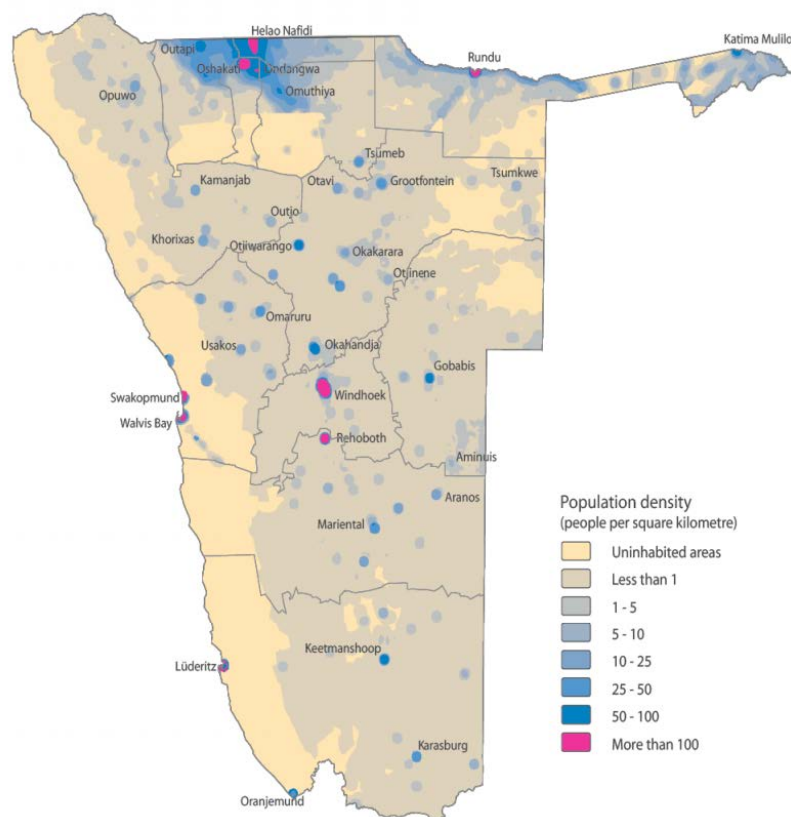 Helao Nafidi
Katima Mulilo
Outapi
Rundu
Oshakati
Ondangwa
Opuwo
Omuthiya
Tsumeb
Tsumkwe
Kamanjab
Otavi
Grootfontein
Outjo
Khorixas
Otjiwarango
Okakarara
Otjinene
Omaruru
Usakos
Okahandja
Gobabis
Swakopmund
Windhoek
Walvis Bay
Rehoboth
Aminuis
Aranos
Mariental
Keetmanshoop
Lüderitz
Karasburg
Oranjemund
Population density
(people per square kilometre)
Uninhabited areas
Less than 1
1 - 5
5 - 10
10 - 25
25 - 50
50 - 100
More than 100